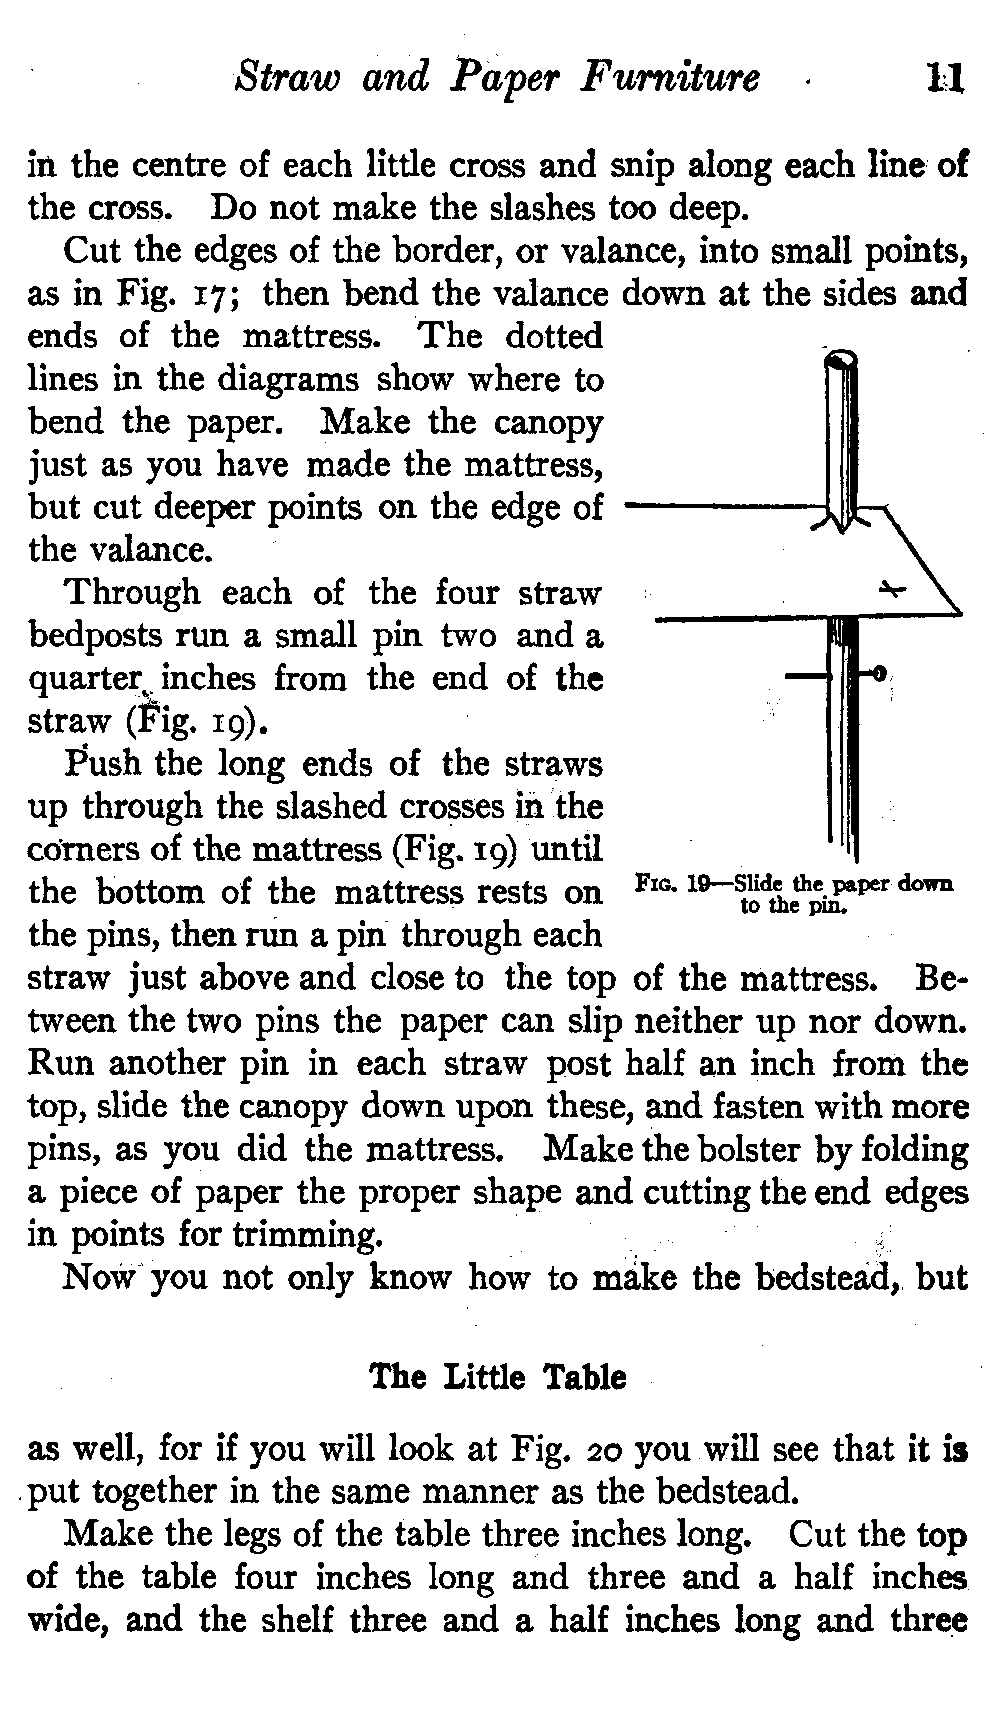 Straw and Paper Furniture 11
in the centre of each little cross and snip along each line of
the cross. Do not make the slashes too deep.
Cut the edges of the border, or valance, into small points,
as in Fig. 17; then bend the valance down at the sides and
ends of the mattress. The dotted
lines in the diagrams show where to
bend the paper. Make the canopy
just as you have made the mattress,
but cut deeper points on the edge of
the valance.
Through each of the four straw
bedposts run a small pin two and a
quarter inches from the end of the
straw (Fig. 19).
Push the long ends of the straws
up through the slashed crosses in the
corners of the mattress (Fig. 19) until
the bottom of the mattress rests on
the pins, then run a pin through each
FIG. 19—Slide the paper down
to the pin.
straw just above and close to the top of the mattress. Be-
tween the two pins the paper can slip neither up nor down.
Run another pin in each straw post half an inch from the
top, slide the canopy down upon these, and fasten with more
pins, as you did the mattress. Make the bolster by folding
a piece of paper the proper shape and cutting the end edges
in points for trimming.
Now you not only know how to make the bedstead, but
The Little Table
as well, for if you will look at Fig. 20 you will see that it is
put together in the same manner as the bedstead.
Make the legs of the table three inches long. Cut the top
of the table four inches long and three and a half inches
wide, and the shelf three and a half inches long and three